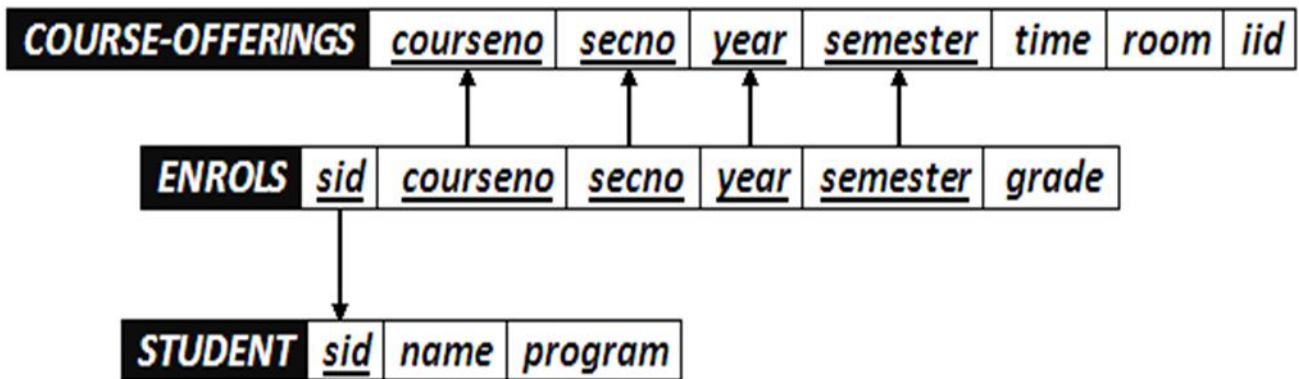 COURSE-OFFERINGS courseno secno year semester time room iid
ENROLS sid courseno secno year semester grade
STUDENT sid name program